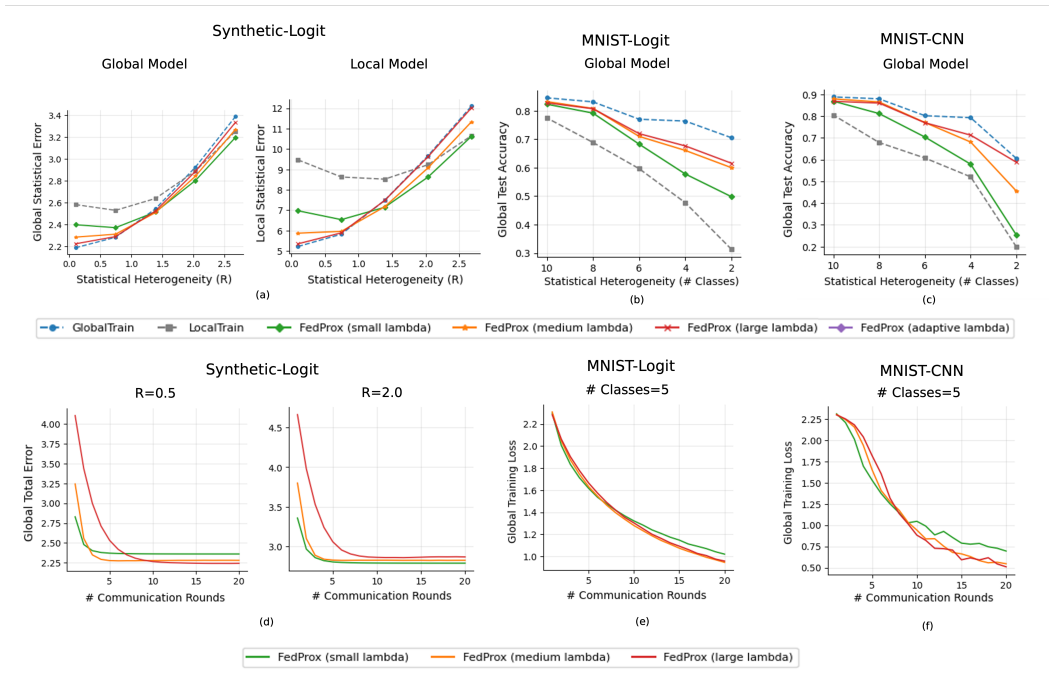 Synthetic-Logit
Global Model
Local Model
MNIST-Logit
Global Model
MNIST-CNN
Global Model
Global Statistical Error
3.4
3.2
3.0
2.8
2.6
2.4
2.2
0.0 0.5 1.0 1.5 2.0 2.5
Statistical Heterogeneity (R)
Local Statistical Error
12
11
10
9
8
7
6
5
0.0 0.5 1.0 1.5 2.0 2.5
Statistical Heterogeneity (R)
(a)
Global Test Accuracy
0.8
0.7
0.6
0.5
0.4
0.3
10 8 6 4 2
Statistical Heterogeneity (# Classes)
(b)
Global Test Accuracy
0.9
0.8
0.7
0.6
0.5
0.4
0.3
0.2
10 8 6 4 2
Statistical Heterogeneity (# Classes)
(c)
GlobalTrain LocalTrain FedProx (small lambda) FedProx (medium lambda) FedProx (large lambda) FedProx (adaptive lambda)
Synthetic-Logit
R=0.5
R=2.0
MNIST-Logit
# Classes=5
MNIST-CNN
# Classes=5
Global Total Error
4.00
3.75
3.50
3.25
3.00
2.75
2.50
2.25
5 10 15 20
# Communication Rounds
4.5
4.0
3.5
3.0
5 10 15 20
# Communication Rounds
(d)
Global Training Loss
2.2
2.0
1.8
1.6
1.4
1.2
1.0
5 10 15 20
# Communication Rounds
(e)
Global Training Loss
2.25
2.00
1.75
1.50
1.25
1.00
0.75
0.50
5 10 15 20
# Communication Rounds
(f)
FedProx (small lambda) FedProx (medium lambda) FedProx (large lambda)